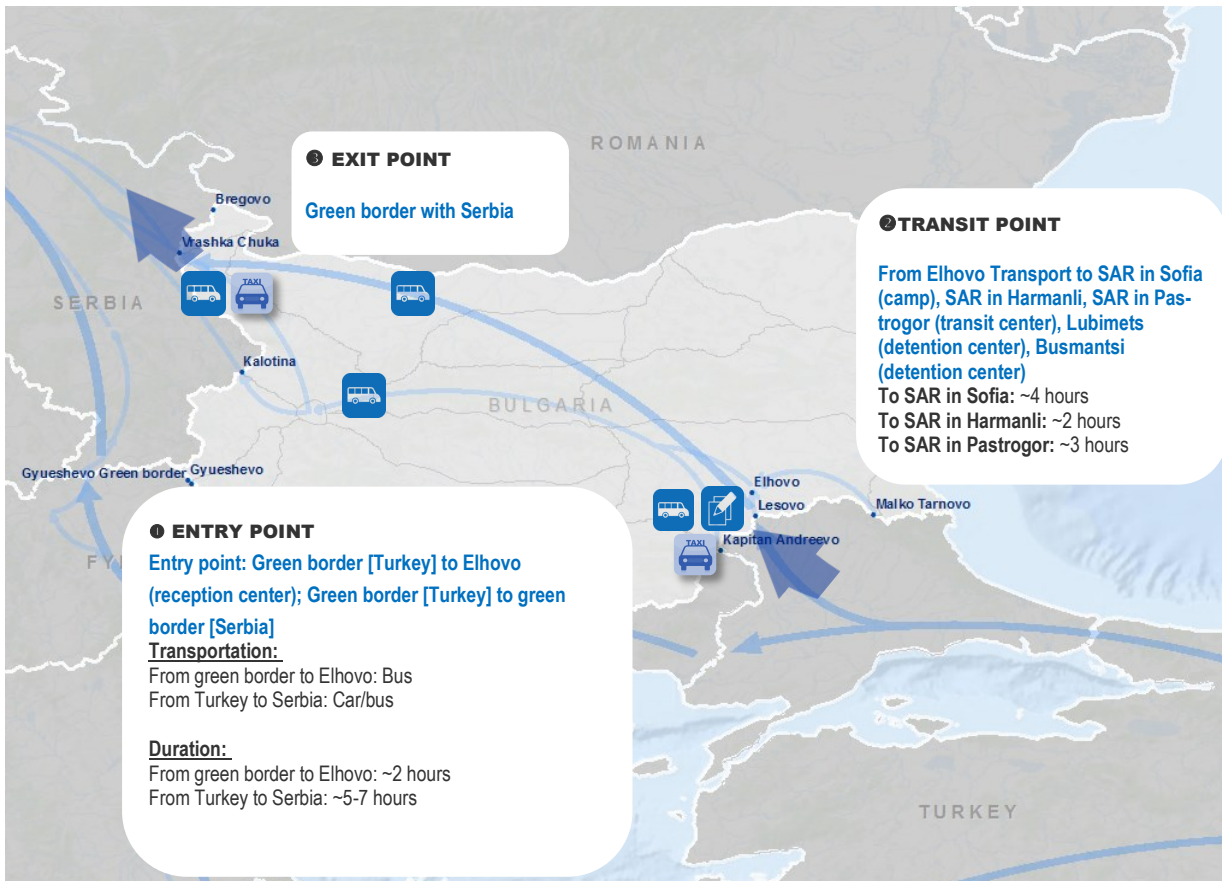 ROMANIA
❸ EXIT POINT
Green border with Serbia
Bregovo
Vrashka Chuka
TAXI
SERBIA
❷TRANSIT POINT
From Elhovo Transport to SAR in Sofia
(camp), SAR in Harmanli, SAR in Pas-
trogor (transit center), Lubimets
(detention center), Busmantsi
(detention center)
To SAR in Sofia: ~4 hours
To SAR in Harmanli: ~2 hours
To SAR in Pastrogor: ~3 hours
Kalotina
BULGARIA
Gyueshevo Green border
Gyueshevo
Elhovo
Lesovo
Malko Tarnovo
TAXI
Kapitan Andreevo
❶ ENTRY POINT
Entry point: Green border [Turkey] to Elhovo
(reception center); Green border [Turkey] to green
border [Serbia]
Transportation:
From green border to Elhovo: Bus
From Turkey to Serbia: Car/bus
Duration:
From green border to Elhovo: ~2 hours
From Turkey to Serbia: ~5-7 hours
TURKEY